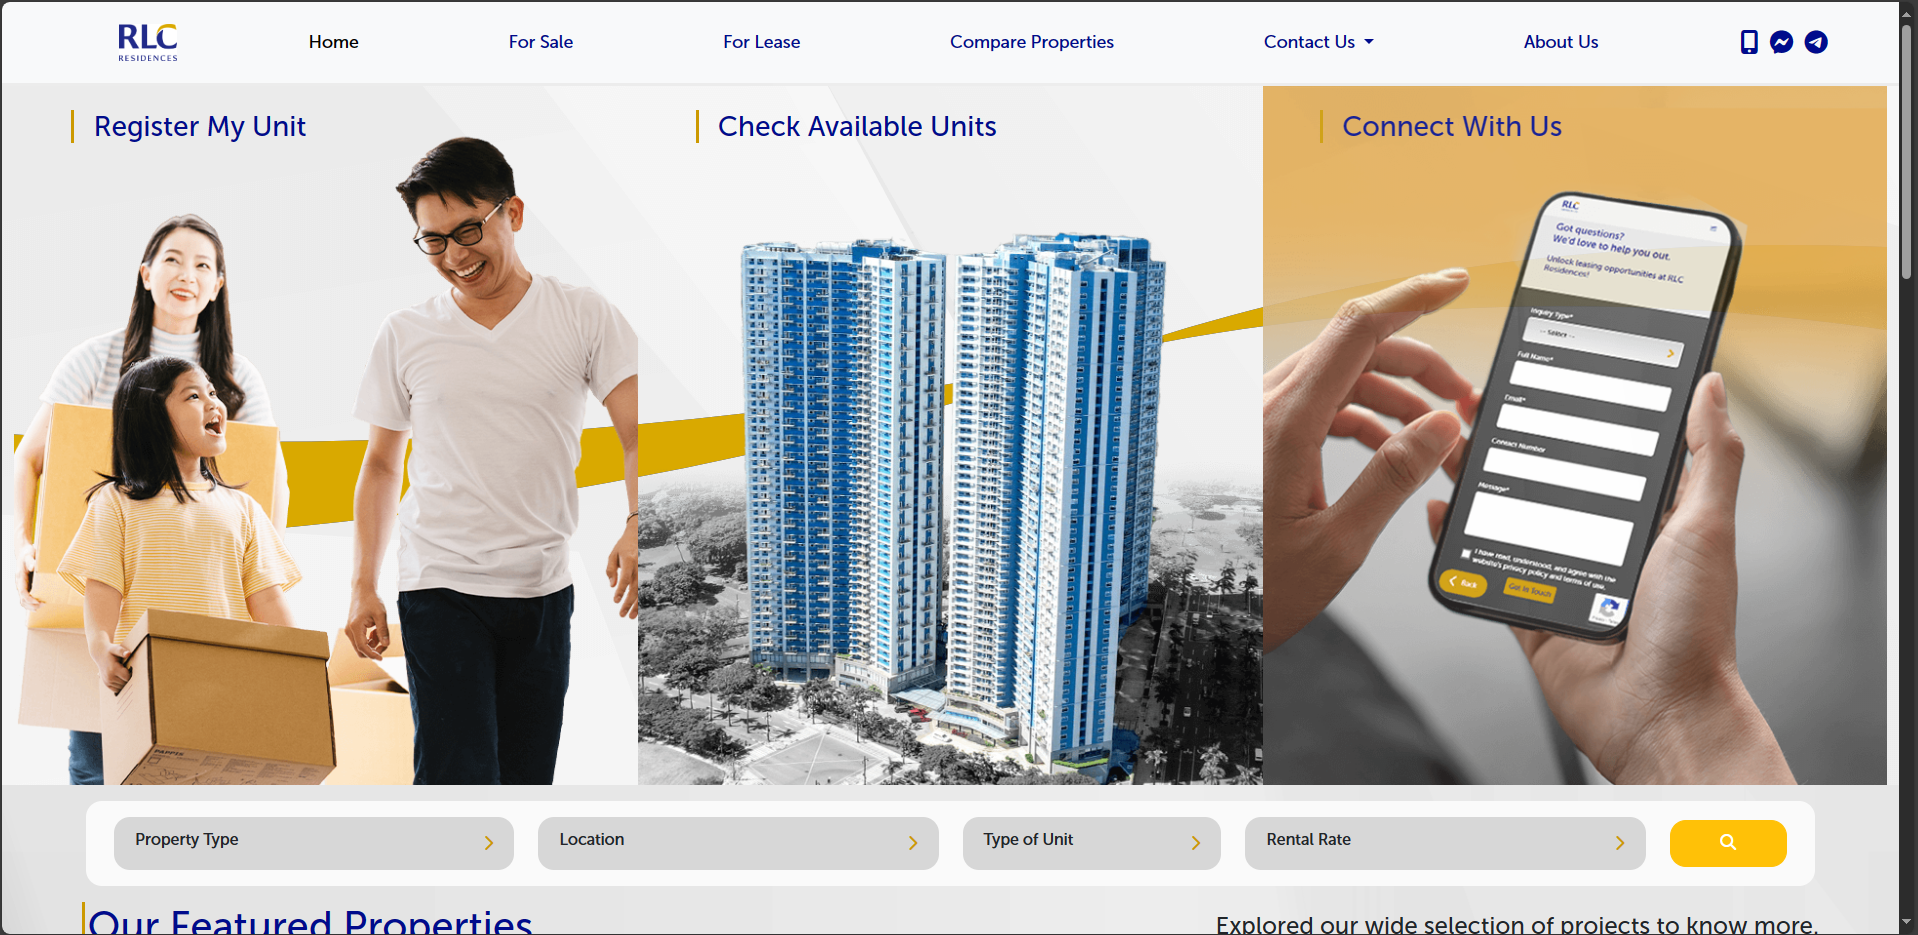 RLC
RESIDENCES
Home
For Sale
For Lease
Compare Properties
Contact Us
About Us
Register My Unit
Check Available Units
Connect With Us
RLC
Got questions?
We'd love to help you out.
Unlock leasing opportunities at RLC
Residences!
Inquiry Type*
-- Select --
Full Name*
Email*
Contact Number
Message*
I have read, understood, and agree with the
website's privacy policy and terms of use.
Back
Get in Touch
Property Type
Location
Type of Unit
Rental Rate
Our Featured Properties
Explored our wide selection of projects to know more.